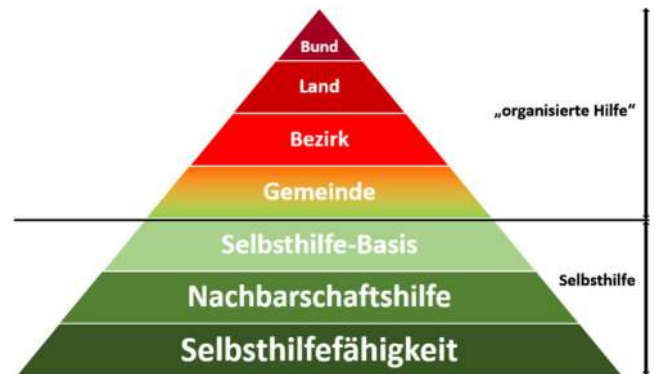 Bund
Land
„organisierte Hilfe“
Bezirk
Gemeinde
Selbsthilfe-Basis
Selbsthilfe
Nachbarschaftshilfe
Selbsthilfefähigkeit